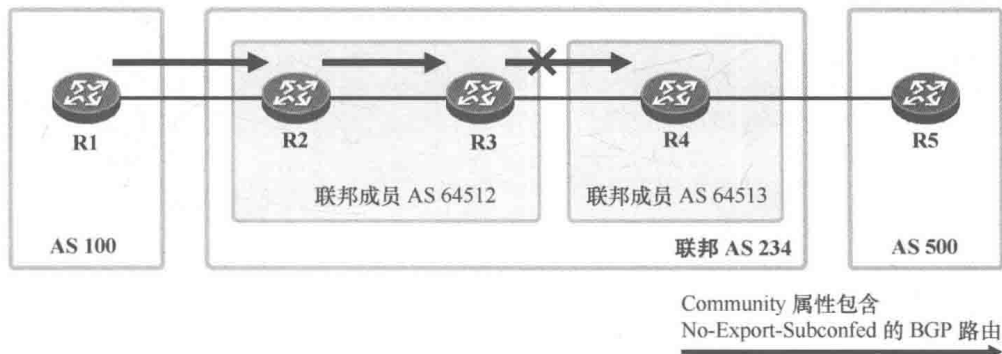 R1
R2
R3
R4
R5
联邦成员 AS 64512
联邦成员 AS 64513
AS 100
联邦 AS 234
AS 500
Community 属性包含
No-Export-Subconfed 的 BGP 路由